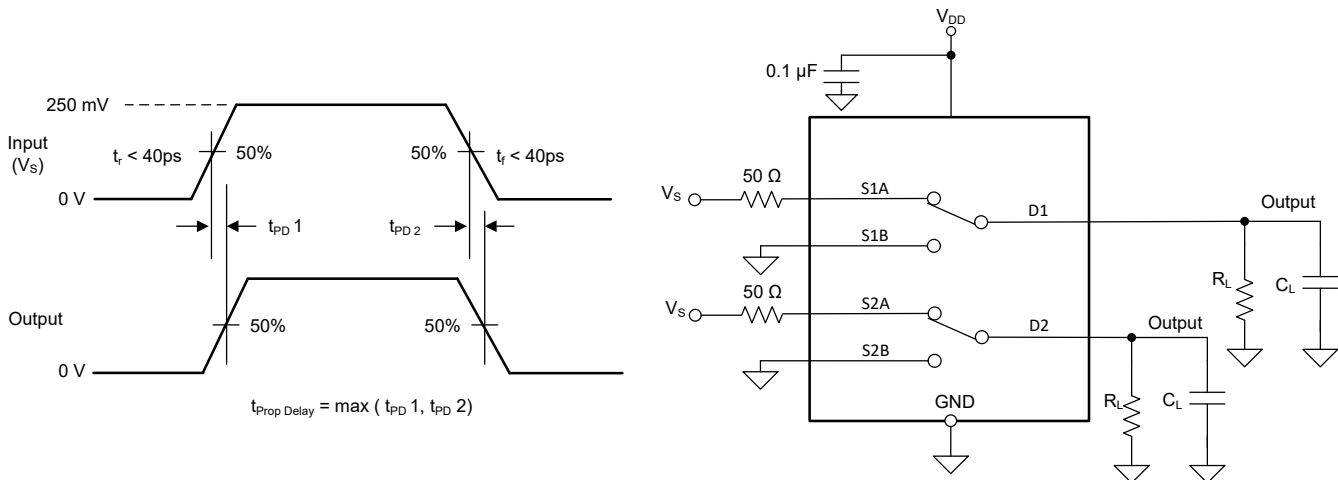 250 mV
Input
(VS)
tr < 40ps
50%
50%
tf < 40ps
0 V
tPD 1
tPD 2
Output
50%
50%
0 V
tProp Delay = max ( tPD 1, tPD 2)
VDD
0.1 µF
VS
50 Ω
S1A
D1
Output
S1B
RL
CL
VS
50 Ω
S2A
D2
Output
S2B
RL
CL
GND